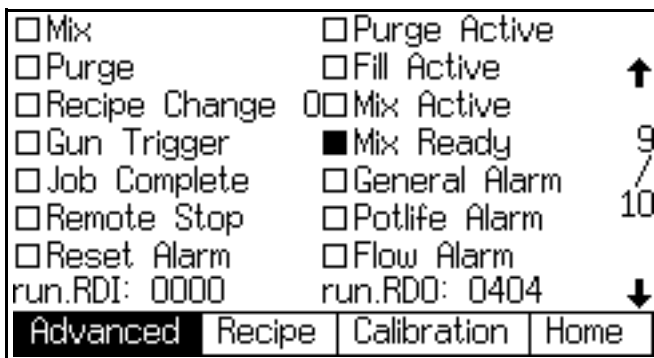 Mix Purge Active
Purge Fill Active
Recipe Change 0 Mix Active
Gun Trigger Mix Ready 9
Job Complete General Alarm /
Remote Stop Potlife Alarm 10
Reset Alarm Flow Alarm
run.RDI: 0000 run.RDO: 0404
Advanced Recipe Calibration Home